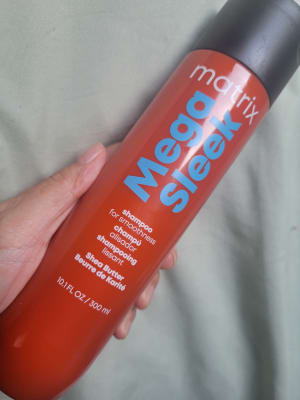 matrix
Mega
Sleek
shampoo
for smoothness
champú
alisador
shampooing
lissant
Shea Butter
Beurre de Karité
10.1 FL OZ / 300 ml